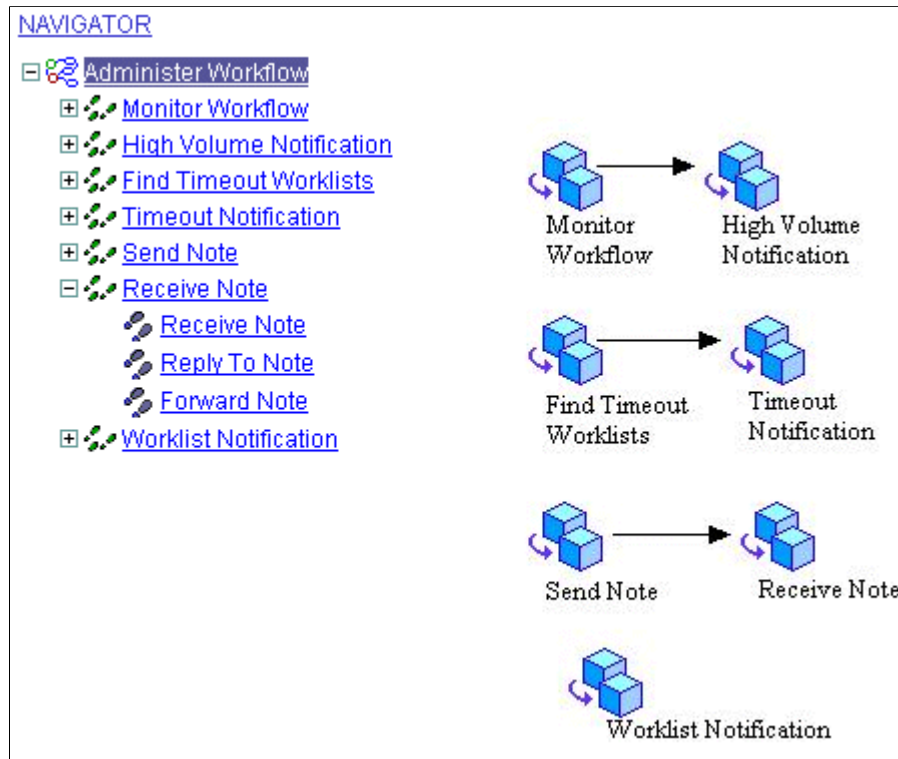 NAVIGATOR
Administer Workflow
Monitor Workflow
High Volume Notification
Find Timeout Worklists
Timeout Notification
Send Note
Receive Note
Receive Note
Reply To Note
Forward Note
Worklist Notification
Monitor
Workflow
High Volume
Notification
Find Timeout
Worklists
Timeout
Notification
Send Note
Receive Note
Worklist Notification